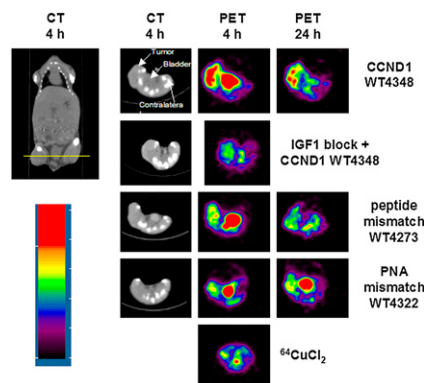 CT
4 h
CT
4 h
PET
4 h
PET
24 h
Tumor
Bladder
Contralatera
CCND1
WT4348
IGF1 block +
CCND1 WT4348
peptide
mismatch
WT4273
PNA
mismatch
WT4322
⁶⁴CuCl₂